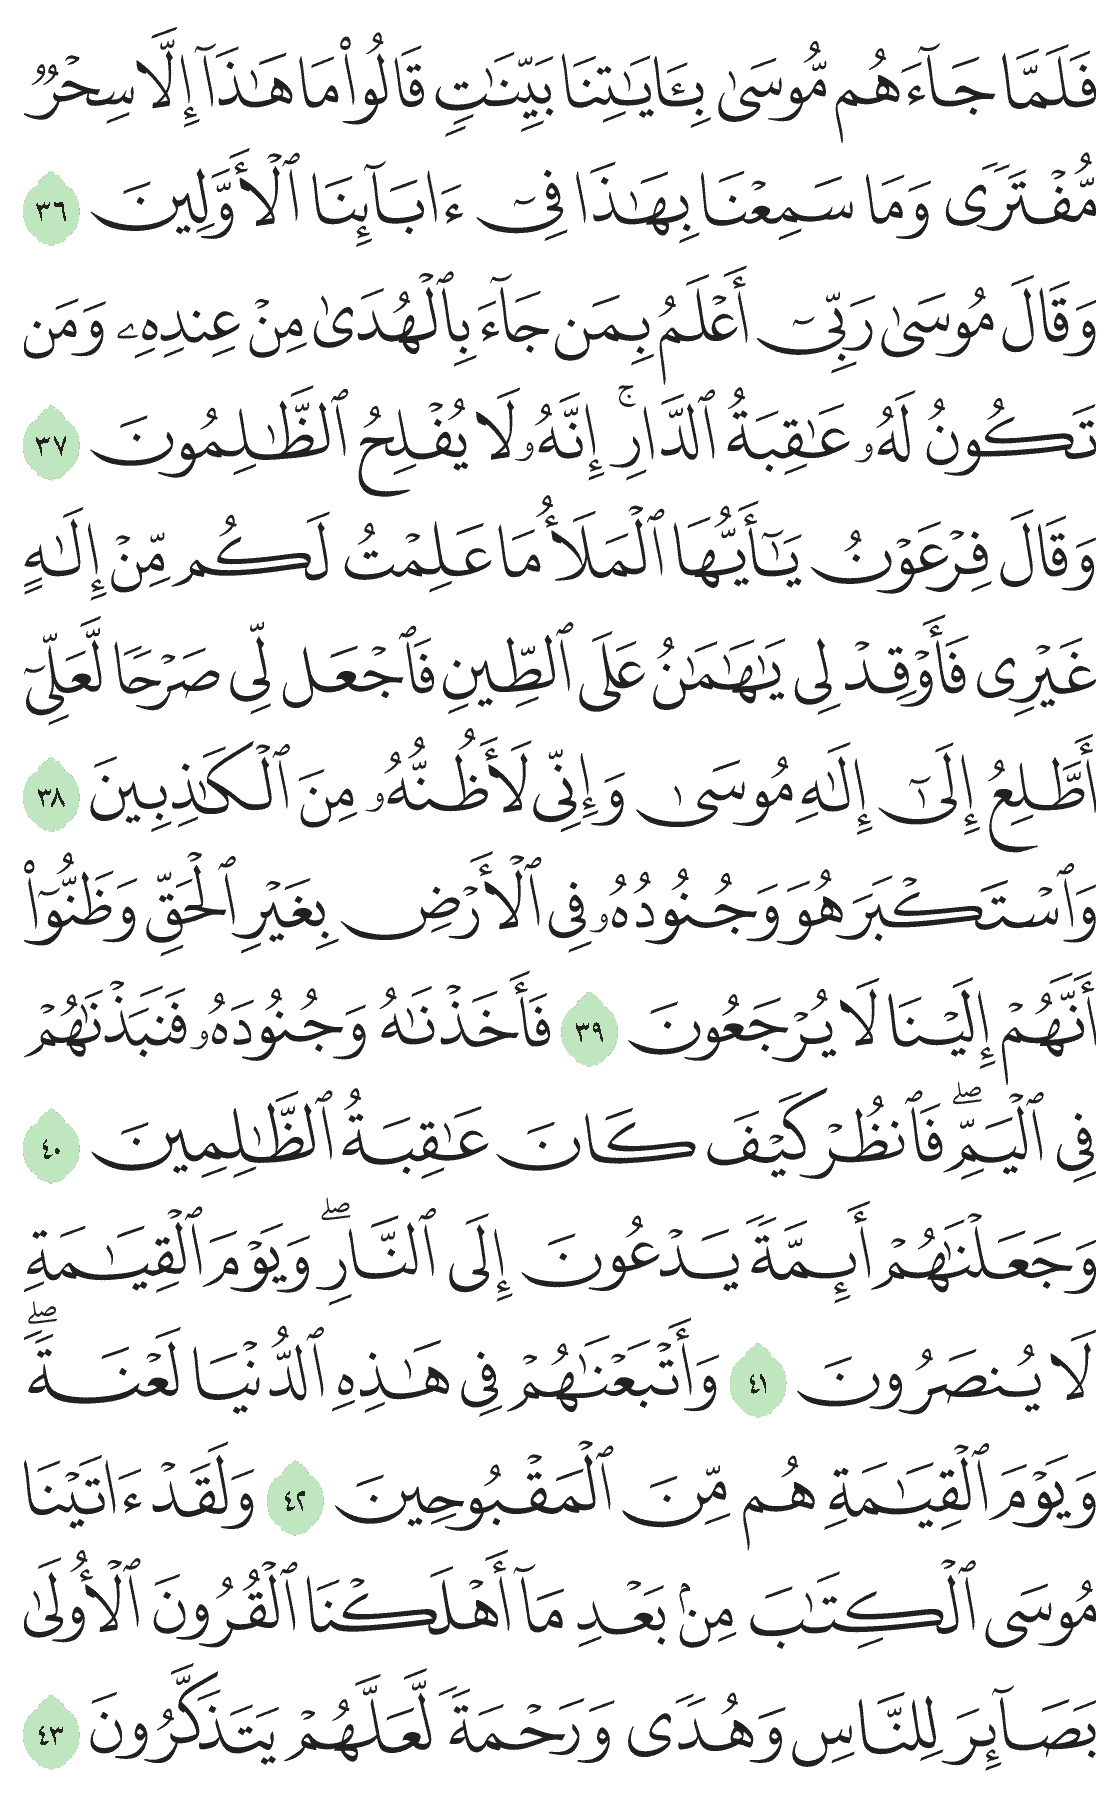 فَلَمَّا جَآءَهُم مُّوسَىٰ بِـَٔايَـٰتِنَا بَيِّنَـٰتٍ قَالُوا۟ مَا هَـٰذَآ إِلَّا سِحْرٌ
مُّفْتَرًى وَمَا سَمِعْنَا بِهَـٰذَا فِىٓ ءَابَآئِنَا ٱلْأَوَّلِينَ ٣٦
وَقَالَ مُوسَىٰ رَبِّىٓ أَعْلَمُ بِمَن جَآءَ بِٱلْهُدَىٰ مِنْ عِندِهِۦ وَمَن
تَكُونُ لَهُۥ عَـٰقِبَةُ ٱلدَّارِ ۚ إِنَّهُۥ لَا يُفْلِحُ ٱلظَّـٰلِمُونَ ٣٧
وَقَالَ فِرْعَوْنُ يَـٰٓأَيُّهَا ٱلْمَلَأُ مَا عَلِمْتُ لَكُم مِّنْ إِلَـٰهٍ
غَيْرِى فَأَوْقِدْ لِى يَـٰهَـٰمَـٰنُ عَلَى ٱلطِّينِ فَٱجْعَل لِّى صَرْحًا لَّعَلِّىٓ
أَطَّلِعُ إِلَىٰٓ إِلَـٰهِ مُوسَىٰ وَإِنِّى لَأَظُنُّهُۥ مِنَ ٱلْكَـٰذِبِينَ ٣٨
وَٱسْتَكْبَرَ هُوَ وَجُنُودُهُۥ فِى ٱلْأَرْضِ بِغَيْرِ ٱلْحَقِّ وَظَنُّوٓا۟
أَنَّهُمْ إِلَيْنَا لَا يُرْجَعُونَ ٣٩ فَأَخَذْنَـٰهُ وَجُنُودَهُۥ فَنَبَذْنَـٰهُمْ
فِى ٱلْيَمِّ ۖ فَٱنظُرْ كَيْفَ كَانَ عَـٰقِبَةُ ٱلظَّـٰلِمِينَ ٤٠
وَجَعَلْنَـٰهُمْ أَئِمَّةً يَدْعُونَ إِلَى ٱلنَّارِ ۖ وَيَوْمَ ٱلْقِيَـٰمَةِ
لَا يُنصَرُونَ ٤١ وَأَتْبَعْنَـٰهُمْ فِى هَـٰذِهِ ٱلدُّنْيَا لَعْنَةً ۖ
وَيَوْمَ ٱلْقِيَـٰمَةِ هُم مِّنَ ٱلْمَقْبُوحِينَ ٤٢ وَلَقَدْ ءَاتَيْنَا
مُوسَى ٱلْكِتَـٰبَ مِنۢ بَعْدِ مَآ أَهْلَكْنَا ٱلْقُرُونَ ٱلْأُولَىٰ
بَصَآئِرَ لِلنَّاسِ وَهُدًى وَرَحْمَةً لَّعَلَّهُمْ يَتَذَكَّرُونَ ٤٣